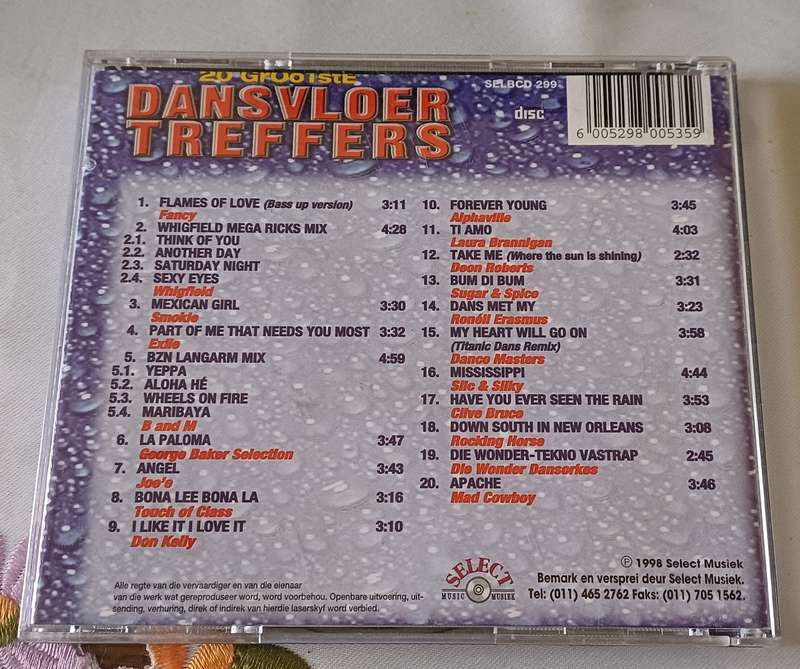 20 GROOTSTE
DANSVLOER
TREFFERS
SELBCD 299
disc
6 005298 005359
1. FLAMES OF LOVE (Bass up version) 3:11
Fancy
2. WHIGFIELD MEGA RICKS MIX 4:28
2.1. THINK OF YOU
2.2. ANOTHER DAY
2.3. SATURDAY NIGHT
2.4. SEXY EYES
Whigfield
3. MEXICAN GIRL 3:30
Smokie
4. PART OF ME THAT NEEDS YOU MOST 3:32
Exile
5. BZN LANGARM MIX 4:59
5.1. YEPPA
5.2. ALOHA HÉ
5.3. WHEELS ON FIRE
5.4. MARIBAYA
B and M
6. LA PALOMA 3:47
George Baker Selection
7. ANGEL 3:43
Joe'e
8. BONA LEE BONA LA 3:16
Touch of Class
9. I LIKE IT I LOVE IT 3:10
Don Kelly
10. FOREVER YOUNG 3:45
Alphaville
11. TI AMO 4:03
Laura Brannigan
12. TAKE ME (Where the sun is shining) 2:32
Deon Roberts
13. BUM DI BUM 3:31
Sugar & Spice
14. DANS MET MY 3:23
Ronéll Erasmus
15. MY HEART WILL GO ON 3:58
(Titanic Dans Remix)
Dance Masters
16. MISSISSIPPI 4:44
Slic & Silky
17. HAVE YOU EVER SEEN THE RAIN 3:53
Clive Bruce
18. DOWN SOUTH IN NEW ORLEANS 3:08
Rocking Horse
19. DIE WONDER-TEKNO VASTRAP 2:45
Die Wonder Dansorkes
20. APACHE 3:46
Mad Cowboy
Alle regte van die vervaardiger en van die eienaar
van die werk wat gereproduseer word, word voorbehou. Openbare uitvoering, uit-
sending, verhuring, direk of indirek van hierdie laserskyf word verbied.
SELECT
MUSIC MUSIEK
℗ 1998 Select Musiek
Bemark en versprei deur Select Musiek.
Tel: (011) 465 2762 Faks: (011) 705 1562.